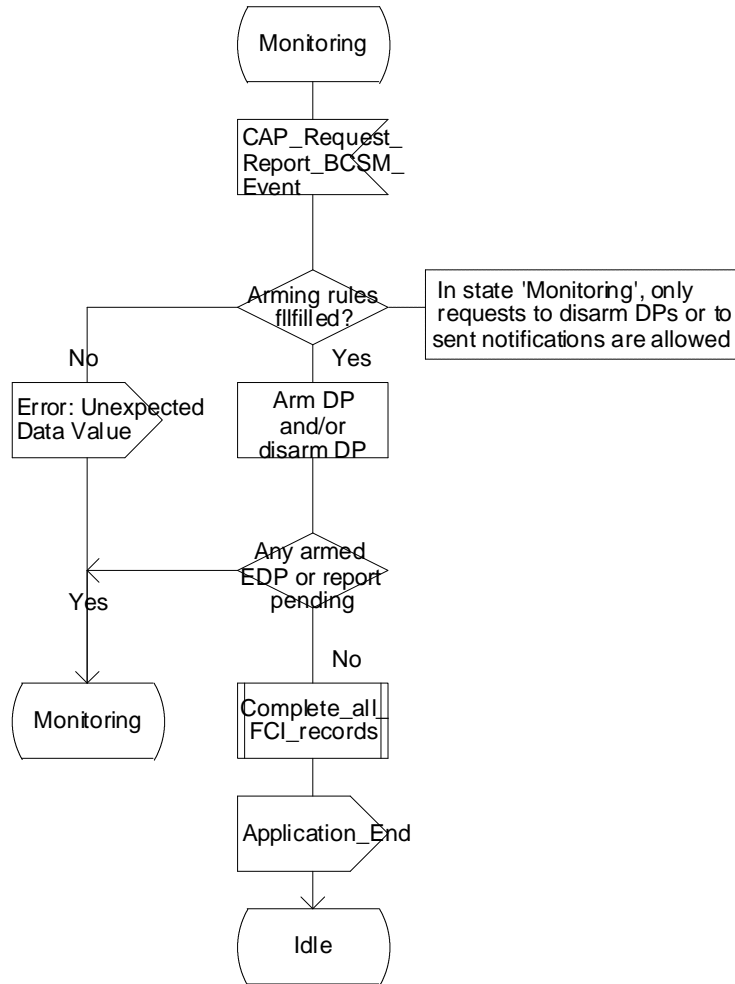 Monitoring
CAP_Request_
Report_BCSM_
Event
Arming rules
fllfilled?
In state 'Monitoring', only
requests to disarm DPs or to
sent notifications are allowed
No
Yes
Error: Unexpected
Data Value
Arm DP
and/or
disarm DP
Any armed
EDP or report
pending
Yes
No
Monitoring
Complete_all_
FCI_records
Application_End
Idle